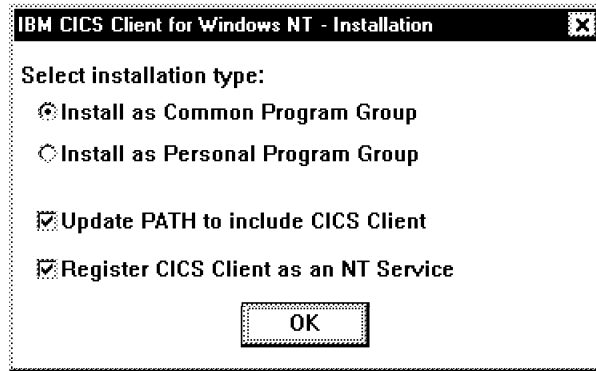 IBM CICS Client for Windows NT - Installation
Select installation type:
Install as Common Program Group
Install as Personal Program Group
Update PATH to include CICS Client
Register CICS Client as an NT Service
OK